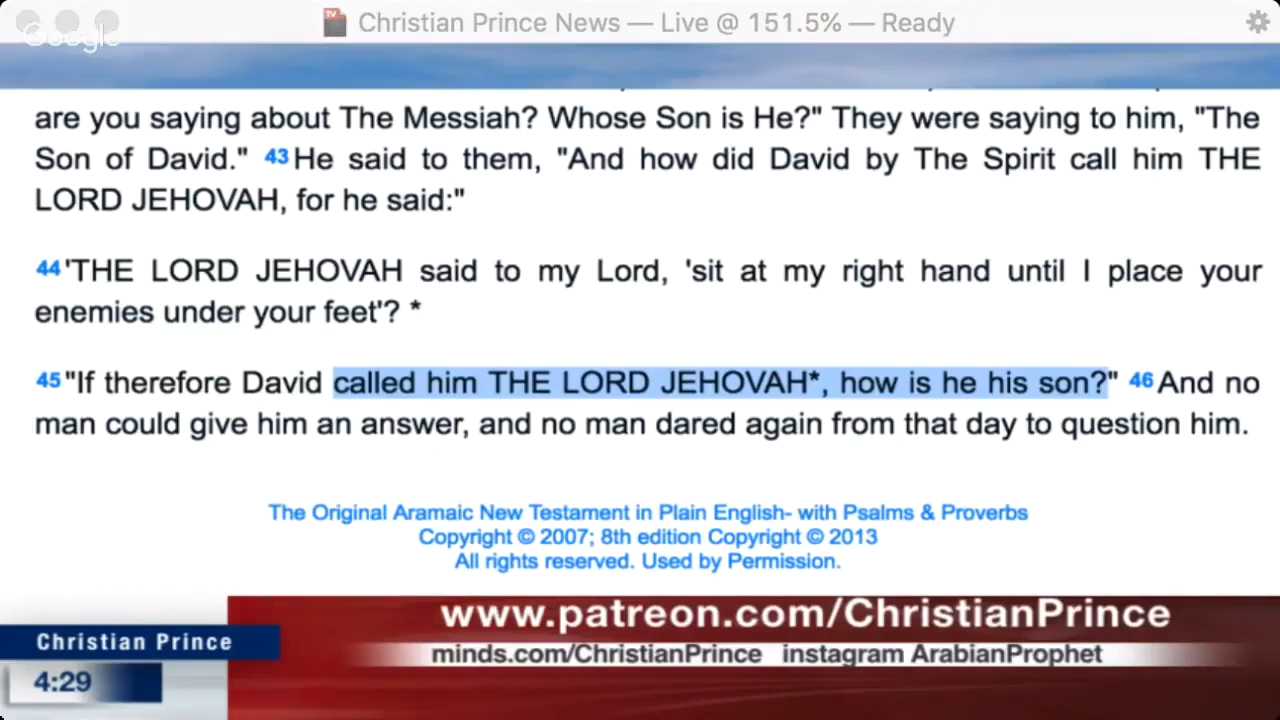 Christian Prince News — Live @ 151.5% — Ready
Google
are you saying about The Messiah? Whose Son is He?" They were saying to him, "The
Son of David." 43 He said to them, "And how did David by The Spirit call him THE
LORD JEHOVAH, for he said:"
44 'THE LORD JEHOVAH said to my Lord, 'sit at my right hand until I place your
enemies under your feet'? *
45 "If therefore David called him THE LORD JEHOVAH*, how is he his son?" 46 And no
man could give him an answer, and no man dared again from that day to question him.
The Original Aramaic New Testament in Plain English- with Psalms & Proverbs
Copyright © 2007; 8th edition Copyright © 2013
All rights reserved. Used by Permission.
www.patreon.com/ChristianPrince
Christian Prince
minds.com/ChristianPrince instagram ArabianProphet
4:29